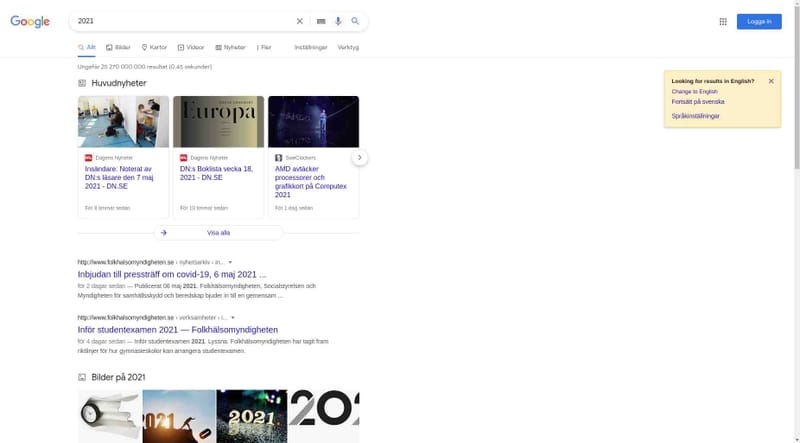 Google
2021
Logga in
Allt
Bilder
Kartor
Videor
Nyheter
Fler
Inställningar
Verktyg
Ungefär 25 270 000 000 resultat (0,45 sekunder)
Looking for results in English?
Change to English
Fortsätt på svenska
Språkinställningar
Huvudnyheter
Europa
Dagens Nyheter
Insändare: Noterat av
DN:s läsare den 7 maj
2021 - DN.SE
För 8 timmar sedan
Dagens Nyheter
DN:s Boklista vecka 18,
2021 - DN.SE
För 10 timmar sedan
SweClockers
AMD avtäcker
processorer och
grafikkort på Computex
2021
För 1 dag sedan
Visa alla
http://www.folkhalsomyndigheten.se › nyhetsarkiv › in...
Inbjudan till pressträff om covid-19, 6 maj 2021 ...
för 2 dagar sedan — Publicerat 06 maj 2021. Folkhälsomyndigheten, Socialstyrelsen och
Myndigheten för samhällsskydd och beredskap bjuder in till en gemensam ...
http://www.folkhalsomyndigheten.se › verksamheter › i...
Inför studentexamen 2021 — Folkhälsomyndigheten
för 4 dagar sedan — Inför studentexamen 2021. Lyssna. Folkhälsomyndigheten har tagit fram
riktlinjer för hur gymnasieskolor kan arrangera studentexamen.
Bilder på 2021
2021
2021